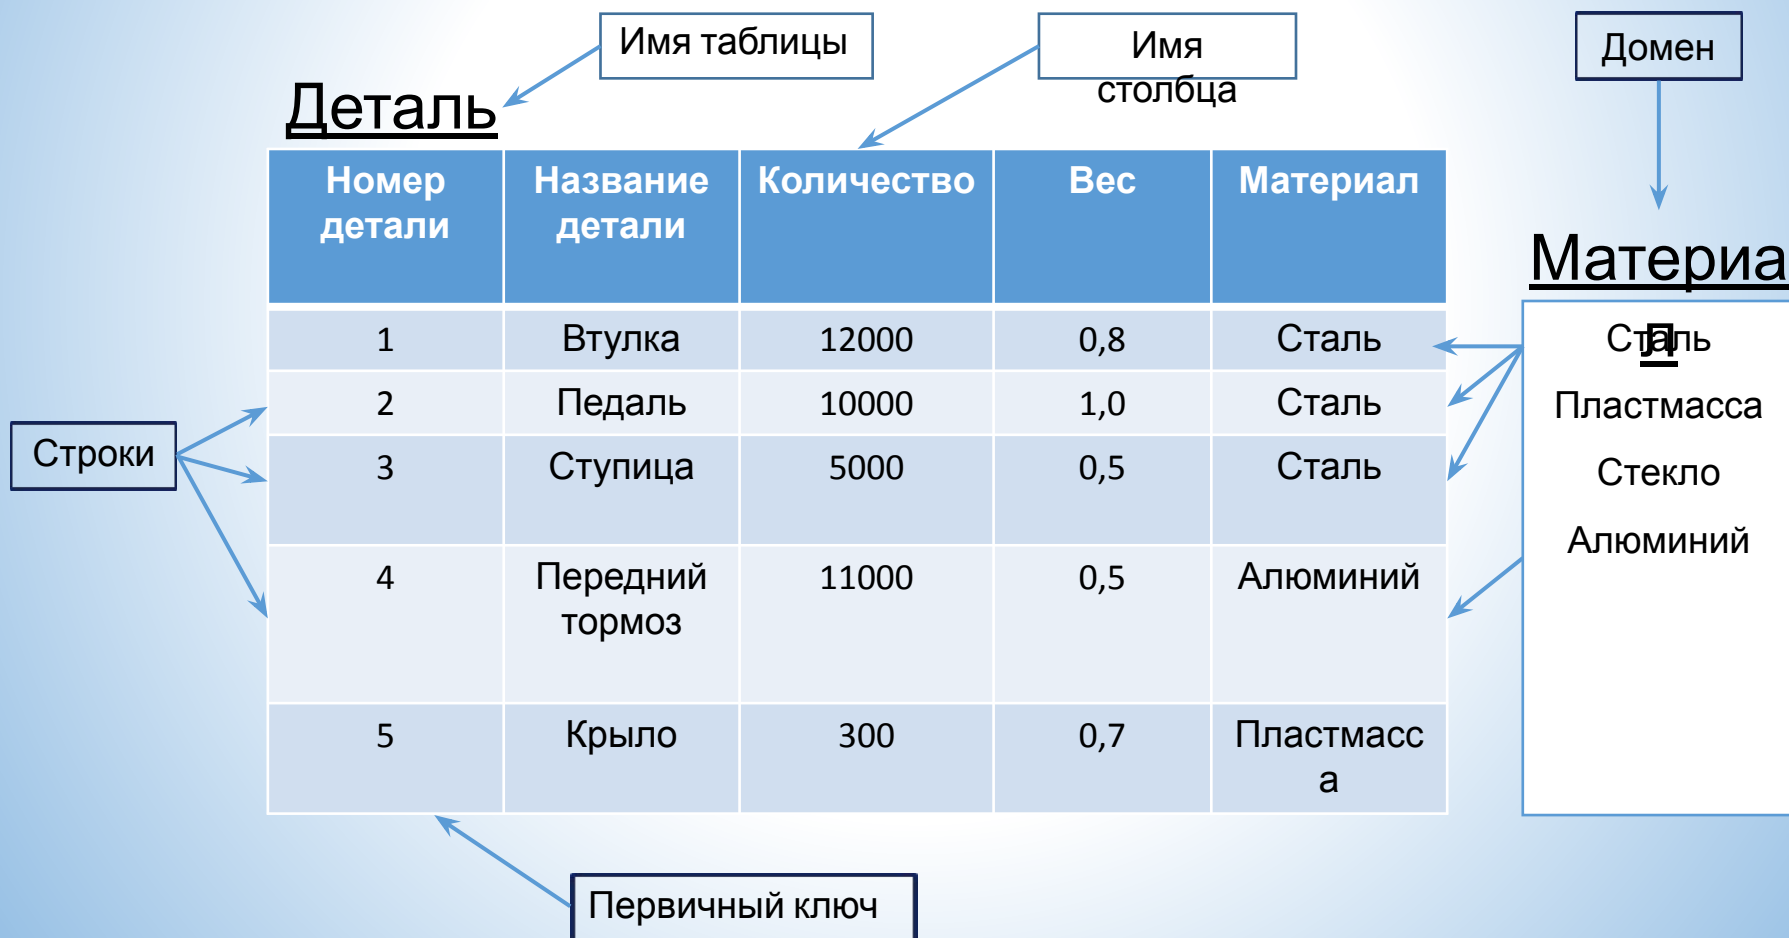 Имя таблицы
Имя
столбца
Домен
Деталь
Номер
детали
Название
детали
Количество
Вес
Материал
Материа
л
1
Втулка
12000
0,8
Сталь
2
Педаль
10000
1,0
Сталь
3
Ступица
5000
0,5
Сталь
4
Передний
тормоз
11000
0,5
Алюминий
5
Крыло
300
0,7
Пластмасс
а
Сталь
Пластмасса
Стекло
Алюминий
Строки
Первичный ключ